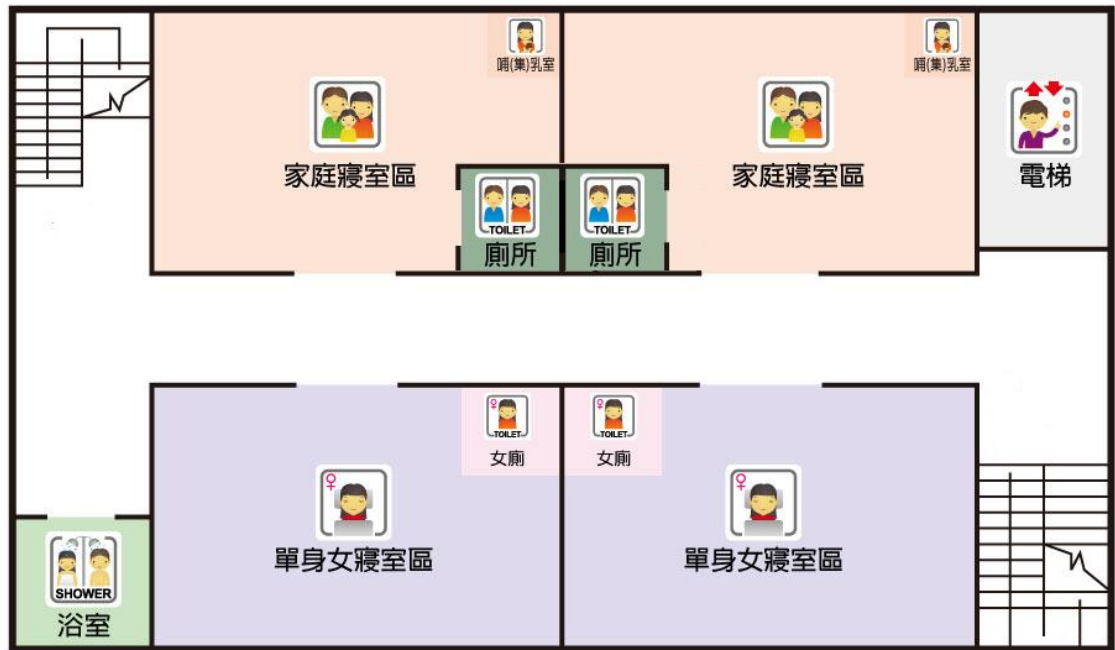 哺(集)乳室
哺(集)乳室
家庭寢室區
家庭寢室區
電梯
TOILET
TOILET
廁所
廁所
TOILET
TOILET
女廁
女廁
單身女寢室區
單身女寢室區
SHOWER
浴室